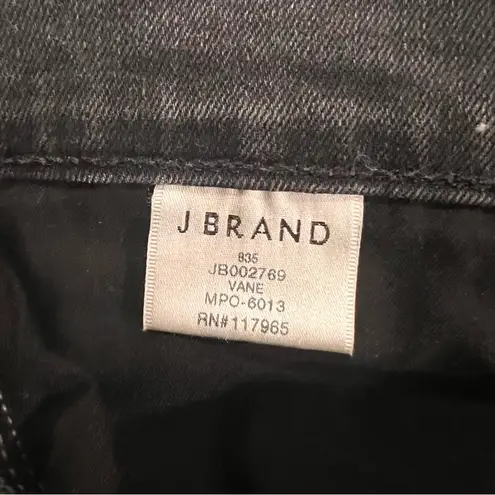 J BRAND
835
JB002769
VANE
MPO-6013
RN#117965